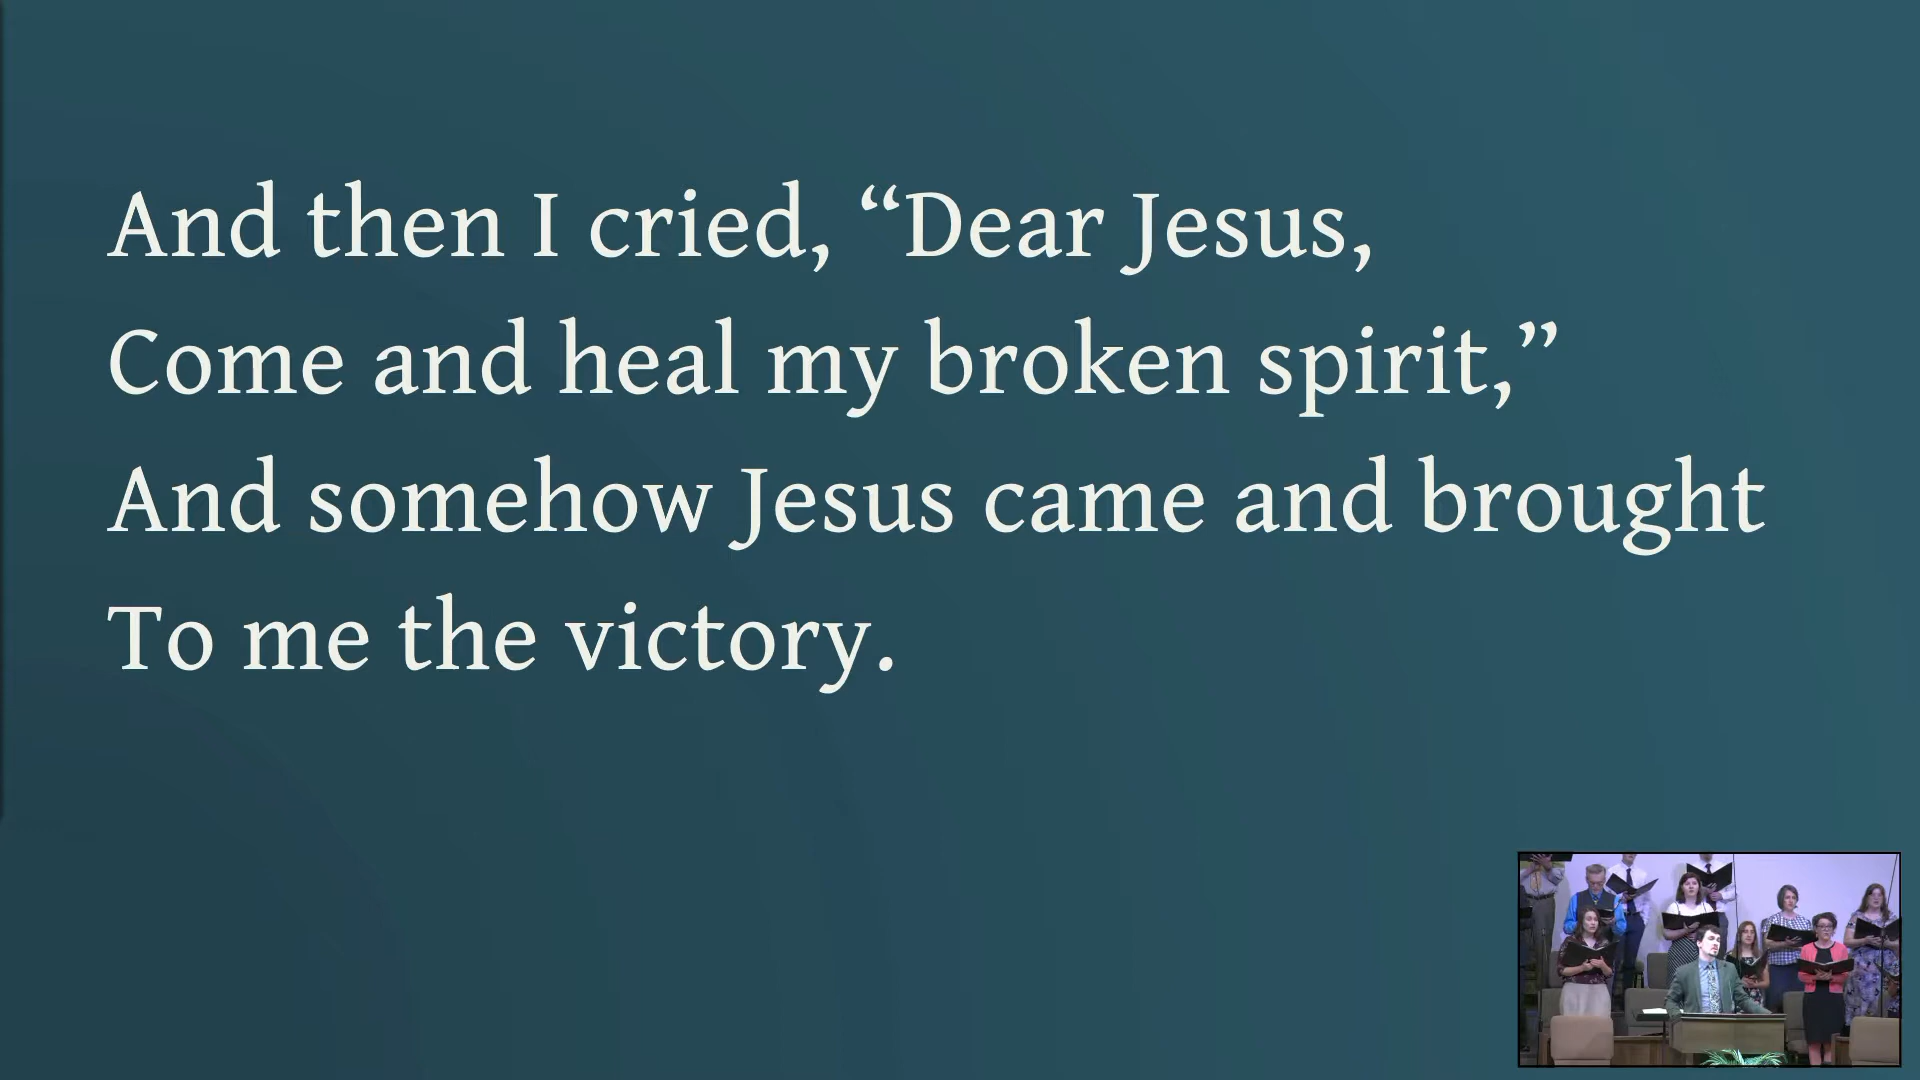 And then I cried, “Dear Jesus,
Come and heal my broken spirit,”
And somehow Jesus came and brought
To me the victory.